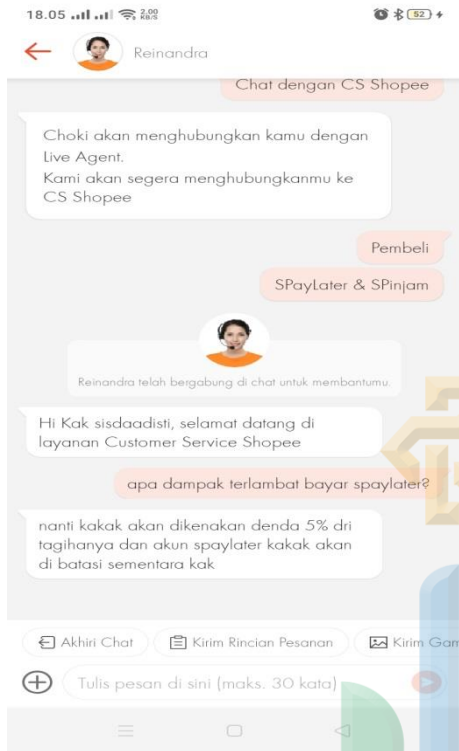 18.05 2.00 KB/S 52
Reinandra
Chat dengan CS Shopee
Choki akan menghubungkan kamu dengan
Live Agent.
Kami akan segera menghubungkanmu ke
CS Shopee
Pembeli
SPayLater & SPinjam
Reinandra telah bergabung di chat untuk membantumu.
Hi Kak sisdaadisti, selamat datang di
layanan Customer Service Shopee
apa dampak terlambat bayar spaylater?
nanti kakak akan dikenakan denda 5% dri
tagihanya dan akun spaylater kakak akan
di batasi sementara kak
Akhiri Chat Kirim Rincian Pesanan Kirim Gam
Tulis pesan di sini (maks. 30 kata)